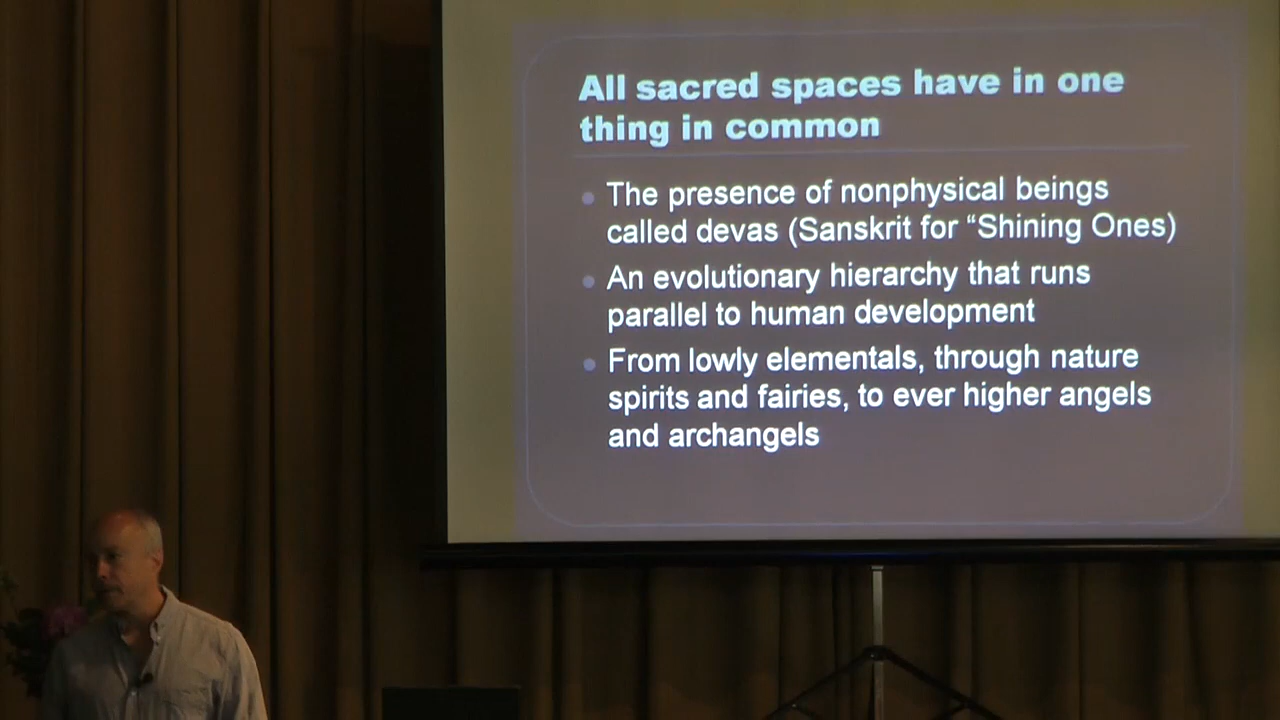 All sacred spaces have in one
thing in common
The presence of nonphysical beings
called devas (Sanskrit for “Shining Ones)
An evolutionary hierarchy that runs
parallel to human development
From lowly elementals, through nature
spirits and fairies, to ever higher angels
and archangels